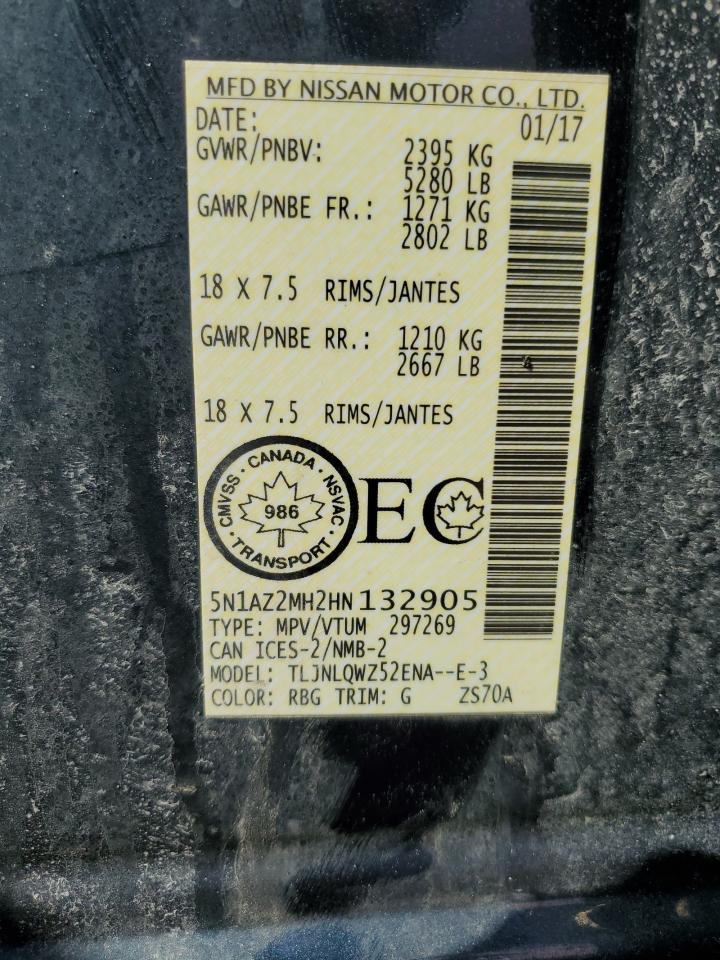 MFD BY NISSAN MOTOR CO., LTD.
DATE: 01/17
GVWR/PNBV: 2395 KG
5280 LB
GAWR/PNBE FR.: 1271 KG
2802 LB
18 X 7.5 RIMS/JANTES
GAWR/PNBE RR.: 1210 KG
2667 LB
18 X 7.5 RIMS/JANTES
CMVSS · CANADA · NSVAC
986
· TRANSPORT ·
EC
5N1AZ2MH2HN132905
TYPE: MPV/VTUM 297269
CAN ICES-2/NMB-2
MODEL: TLJNLQWZ52ENA--E-3
COLOR: RBG TRIM: G ZS70A